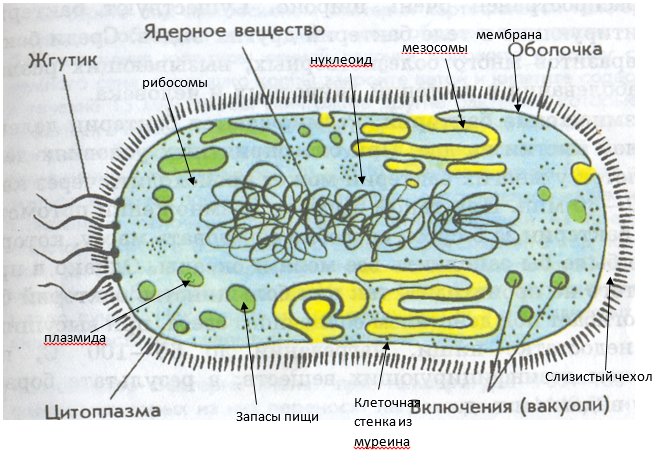 Ядерное вещество
мембрана
Жгутик
нуклеоид
мезосомы
Оболочка
рибосомы
плазмида
Слизистый чехол
Цитоплазма
Запасы пищи
Клеточная
стенка из
муреина
Включения (вакуоли)